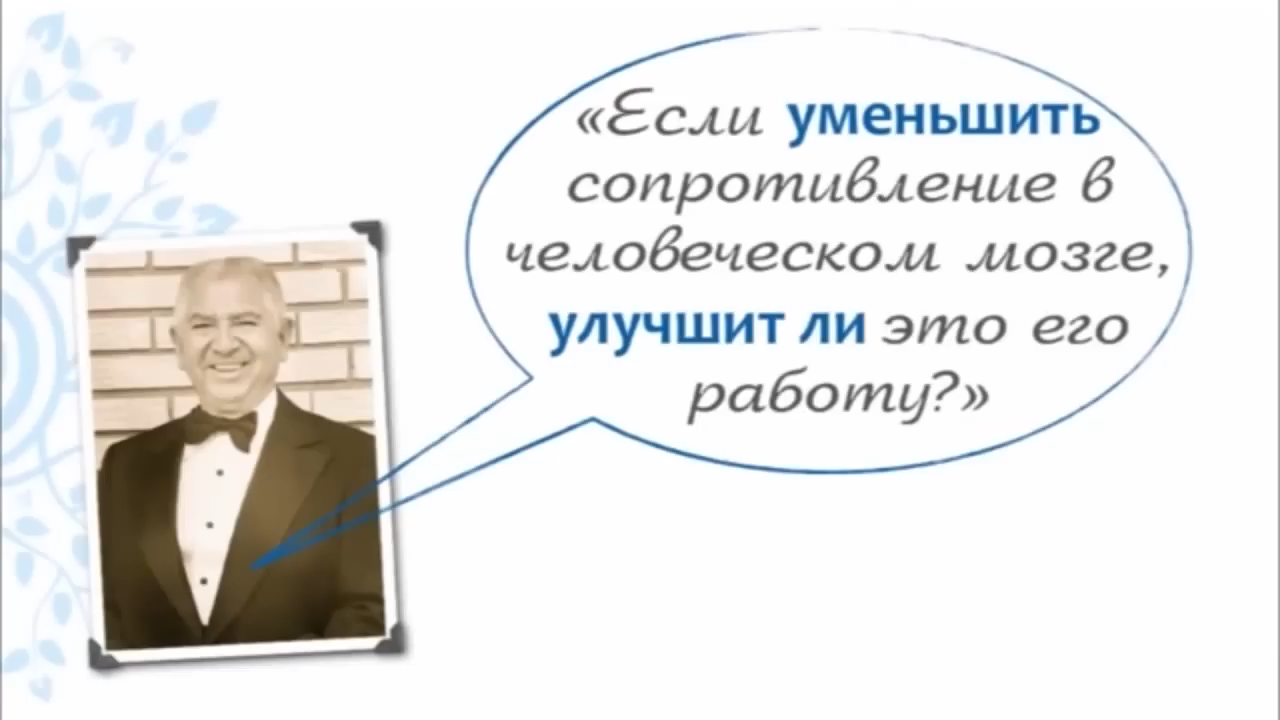 «Если уменьшить
сопротивление в
человеческом мозге,
улучшит ли это его
работу?»